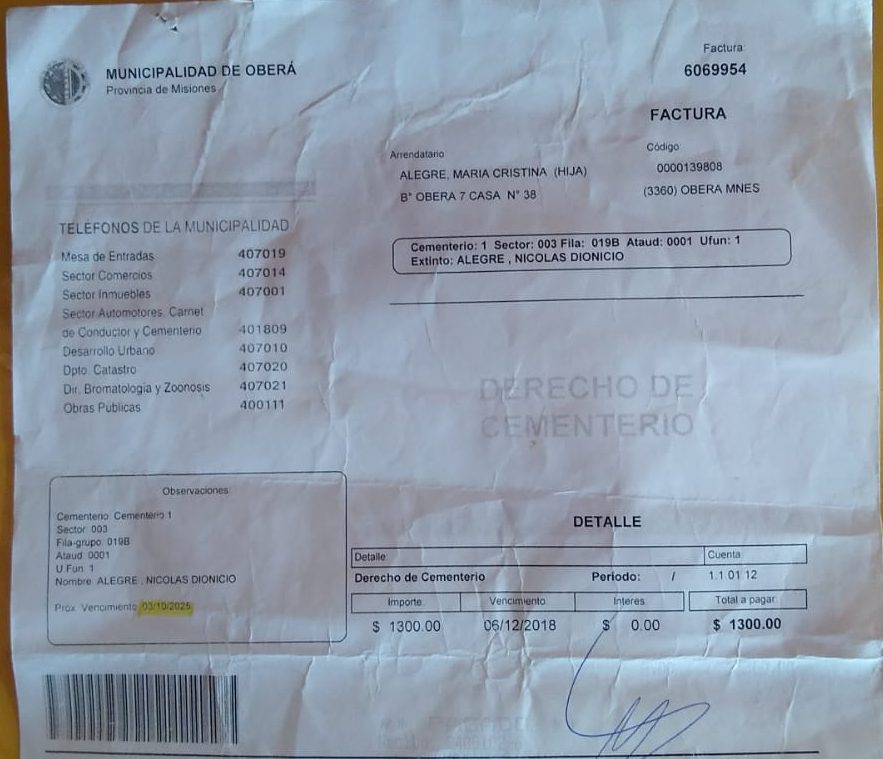 MUNICIPALIDAD DE OBERÁ
Provincia de Misiones
Factura:
6069954
FACTURA
Arrendatario
Código:
ALEGRE, MARIA CRISTINA (HIJA)
0000139808
B° OBERA 7 CASA N° 38
(3360) OBERA MNES
Cementerio: 1 Sector: 003 Fila: 019B Ataud: 0001 Ufun: 1
Extinto: ALEGRE , NICOLAS DIONICIO
TELÉFONOS DE LA MUNICIPALIDAD
Mesa de Entradas 407019
Sector Comercios 407014
Sector Inmuebles 407001
Sector Automotores, Carnet
de Conductor y Cementerio 401809
Desarrollo Urbano 407010
Dpto. Catastro 407020
Dir. Bromatología y Zoonosis 407021
Obras Públicas 400111
DERECHO DE
CEMENTERIO
Observaciones:
Cementerio: Cementerio 1
Sector: 003
Fila-grupo: 019B
Ataud: 0001
U.Fun: 1
Nombre: ALEGRE , NICOLAS DIONICIO
Prox. Vencimiento: 03/10/2025
DETALLE
Detalle: Cuenta
Derecho de Cementerio Periodo: / 1.1.01.12
Importe Vencimiento Interes Total a pagar
$ 1300.00 06/12/2018 $ 0.00 $ 1300.00
PAGADO